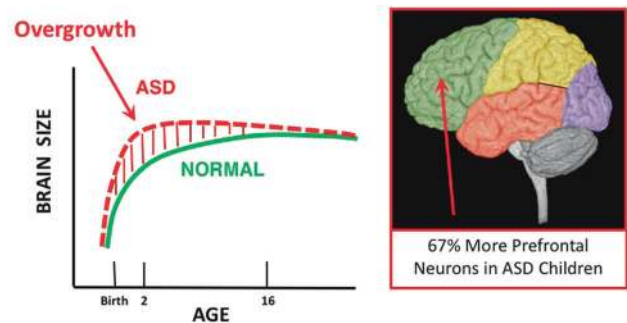 Overgrowth
ASD
NORMAL
BRAIN SIZE
Birth 2 16
AGE
67% More Prefrontal
Neurons in ASD Children